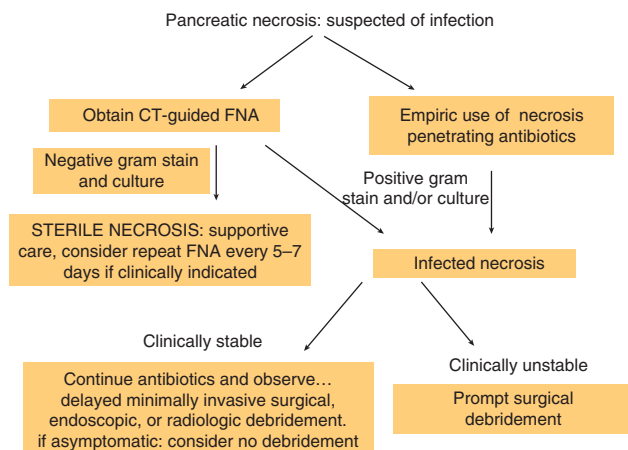 Pancreatic necrosis: suspected of infection
Obtain CT-guided FNA
Empiric use of necrosis
penetrating antibiotics
Negative gram stain
and culture
Positive gram
stain and/or culture
STERILE NECROSIS: supportive
care, consider repeat FNA every 5–7
days if clinically indicated
Infected necrosis
Clinically stable
Continue antibiotics and observe…
delayed minimally invasive surgical,
endoscopic, or radiologic debridement.
if asymptomatic: consider no debridement
Clinically unstable
Prompt surgical
debridement